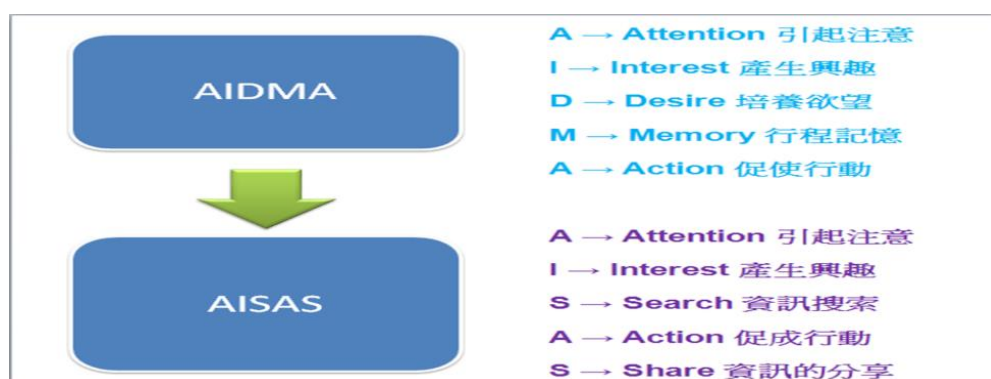 AIDMA
A → Attention 引起注意
I → Interest 產生興趣
D → Desire 培養欲望
M → Memory 行程記憶
A → Action 促使行動
AISAS
A → Attention 引起注意
I → Interest 產生興趣
S → Search 資訊搜索
A → Action 促成行動
S → Share 資訊的分享